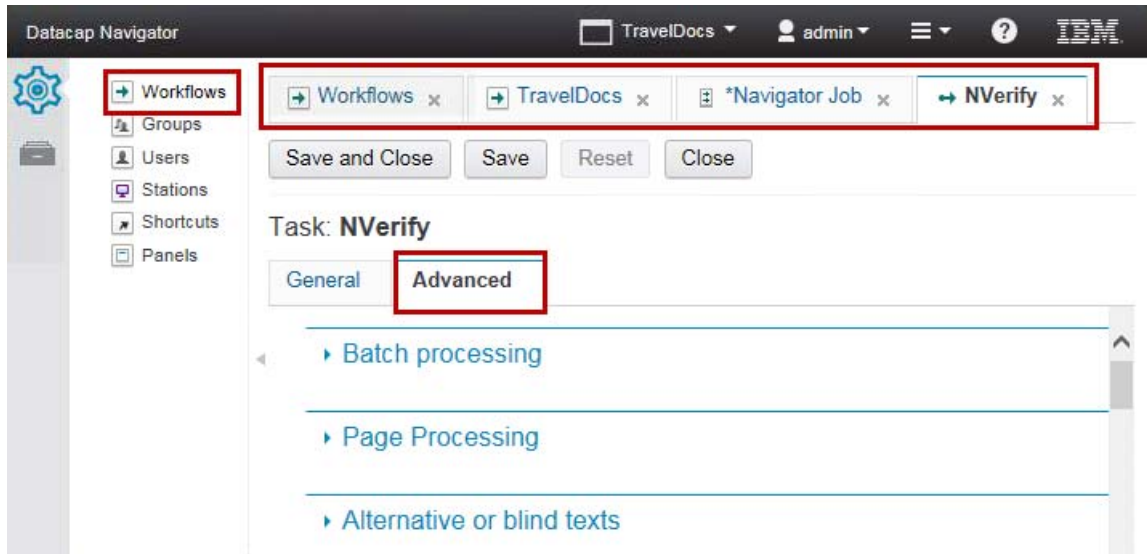 Datacap Navigator TravelDocs admin ? IBM
Workflows
Groups
Users
Stations
Shortcuts
Panels
Workflows x TravelDocs x *Navigator Job x NVerify x
Save and Close Save Reset Close
Task: NVerify
General Advanced
Batch processing
Page Processing
Alternative or blind texts